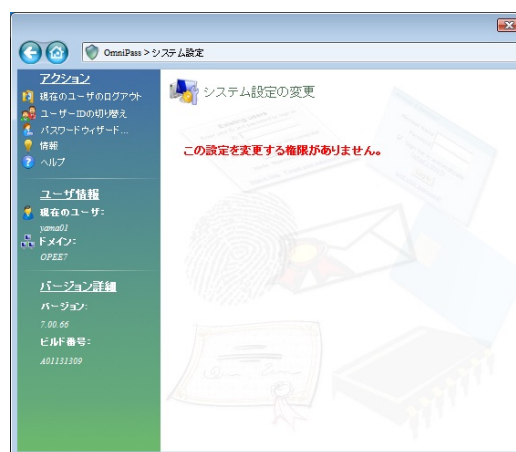 OmniPass > システム設定
アクション
現在のユーザのログアウト
ユーザーIDの切り替え
パスワードウィザード...
情報
ヘルプ
ユーザ情報
現在のユーザ:
yama01
ドメイン:
OPEE7
バージョン詳細
バージョン:
7.00.66
ビルド番号:
A01131309
システム設定の変更
この設定を変更する権限がありません。